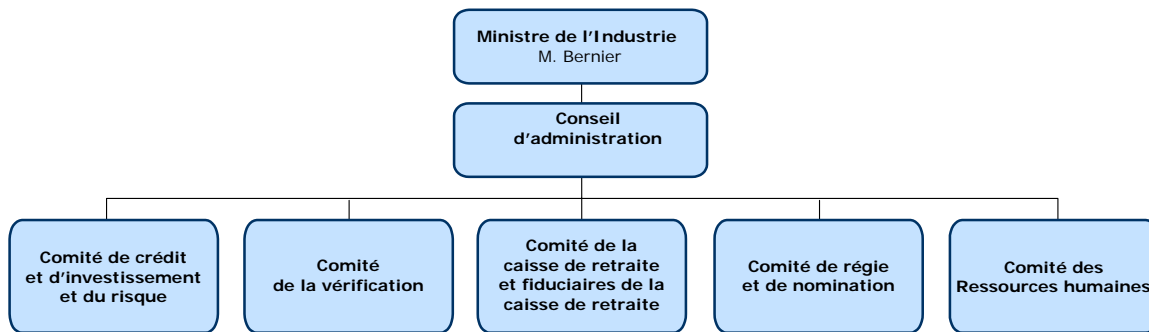 Ministre de l'Industrie
M. Bernier
Conseil
d'administration
Comité de crédit
et d'investissement
et du risque
Comité
de la vérification
Comité de la
caisse de retraite
et fiduciaires de la
caisse de retraite
Comité de régie
et de nomination
Comité des
Ressources humaines